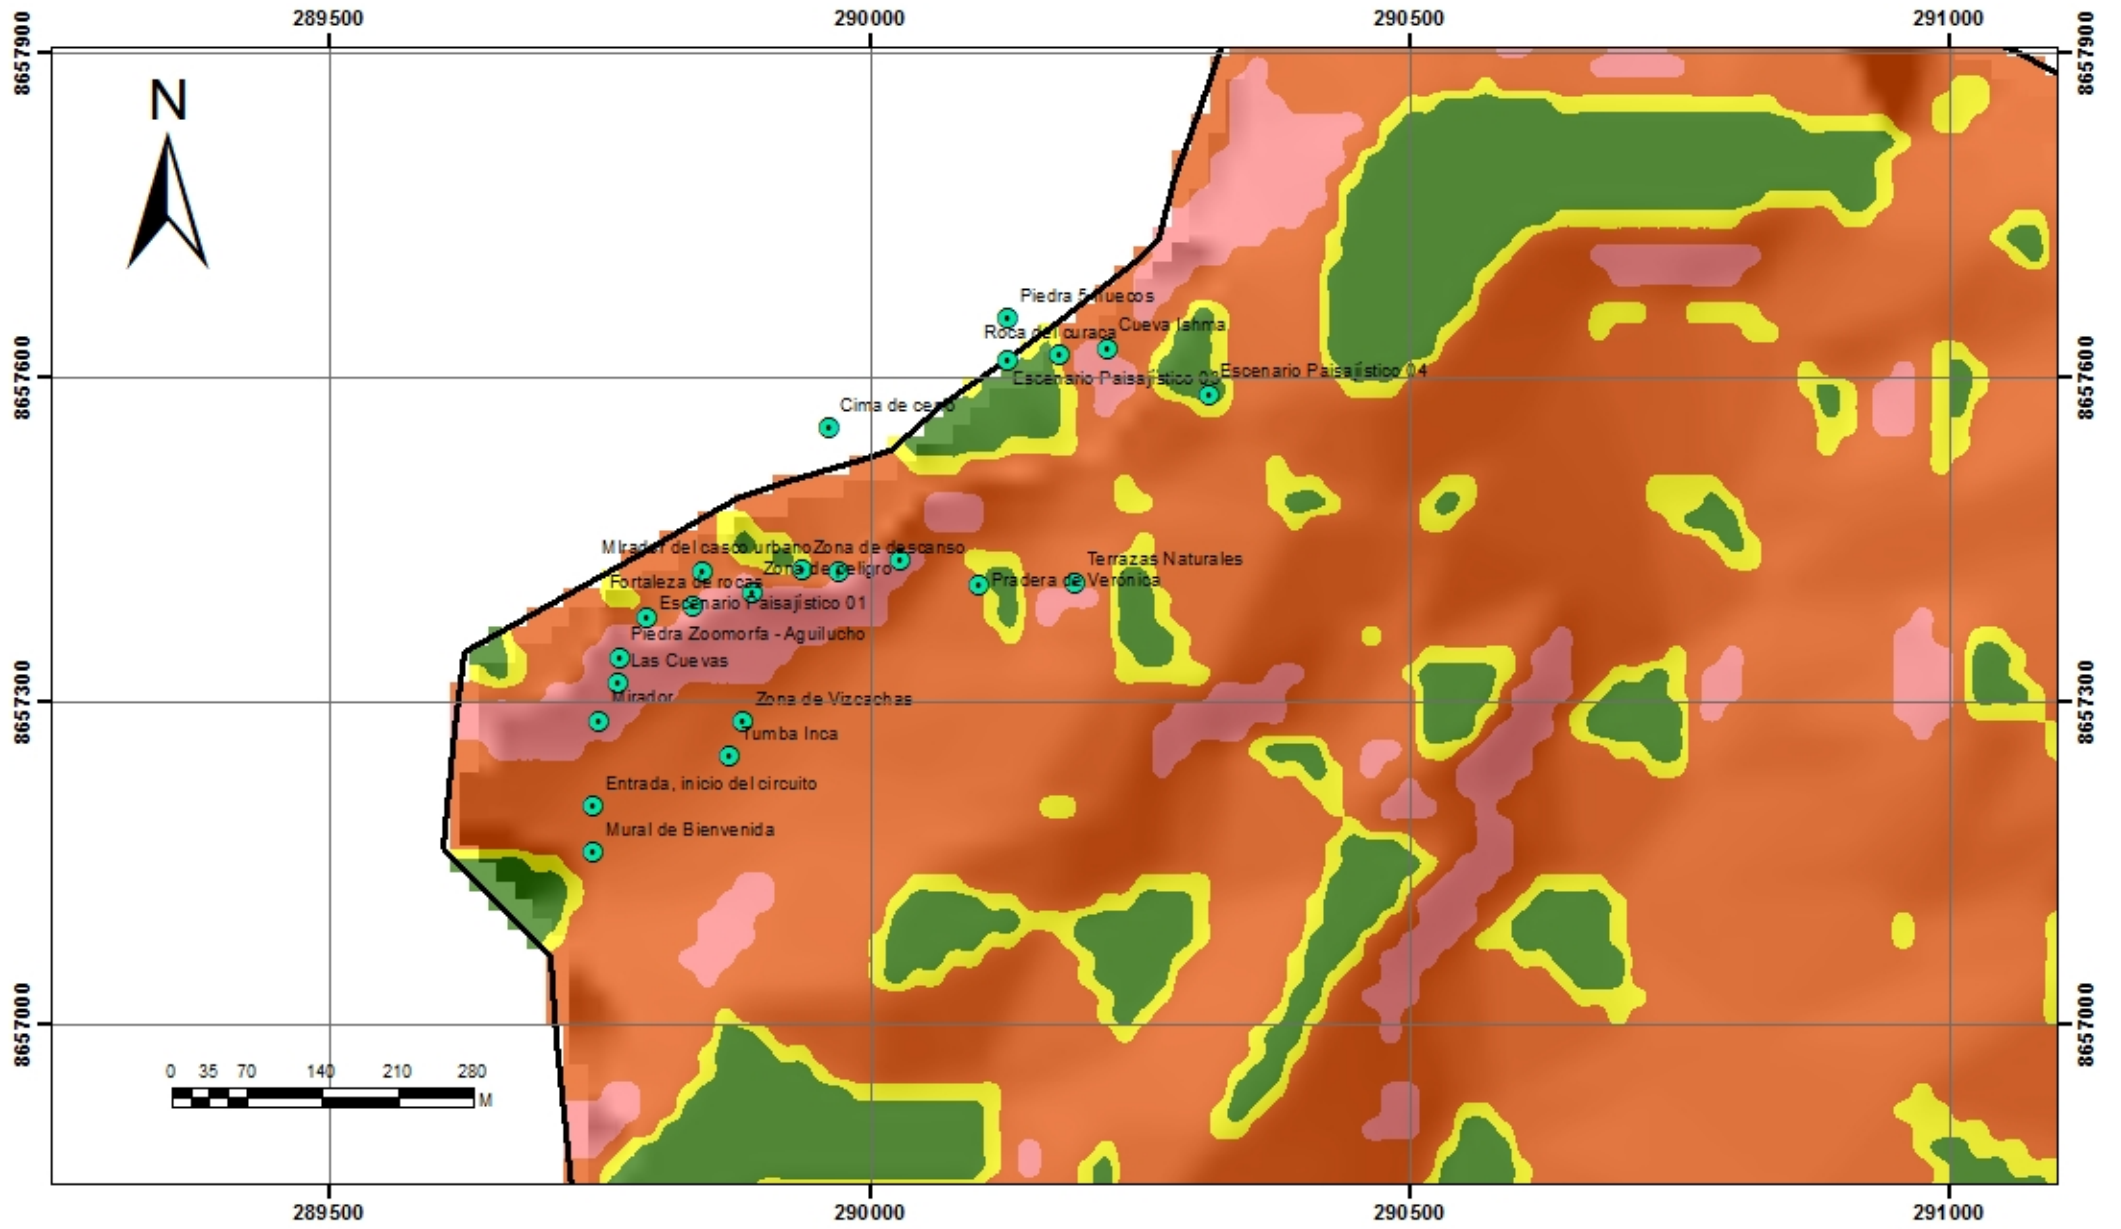 289500 290000 290500 291000
8657900 8657900
N
Piedra 5 huecos
Roca del curaca
Cueva Ishma
Escenario Paisajístico 03
Escenario Paisajístico 04
8657600 8657600
Cima de cerro
Mirador del casco urbano
Zona de descanso
Zona de peligro
Terrazas Naturales
Pradera de Verónica
Fortaleza de rocas
Escenario Paisajístico 01
Piedra Zoomorfa - Aguilucho
Las Cuevas
Mirador
Zona de Vizcachas
8657300 8657300
Tumba Inca
Entrada, inicio del circuito
Mural de Bienvenida
8657000 8657000
0 35 70 140 210 280
M
289500 290000 290500 291000